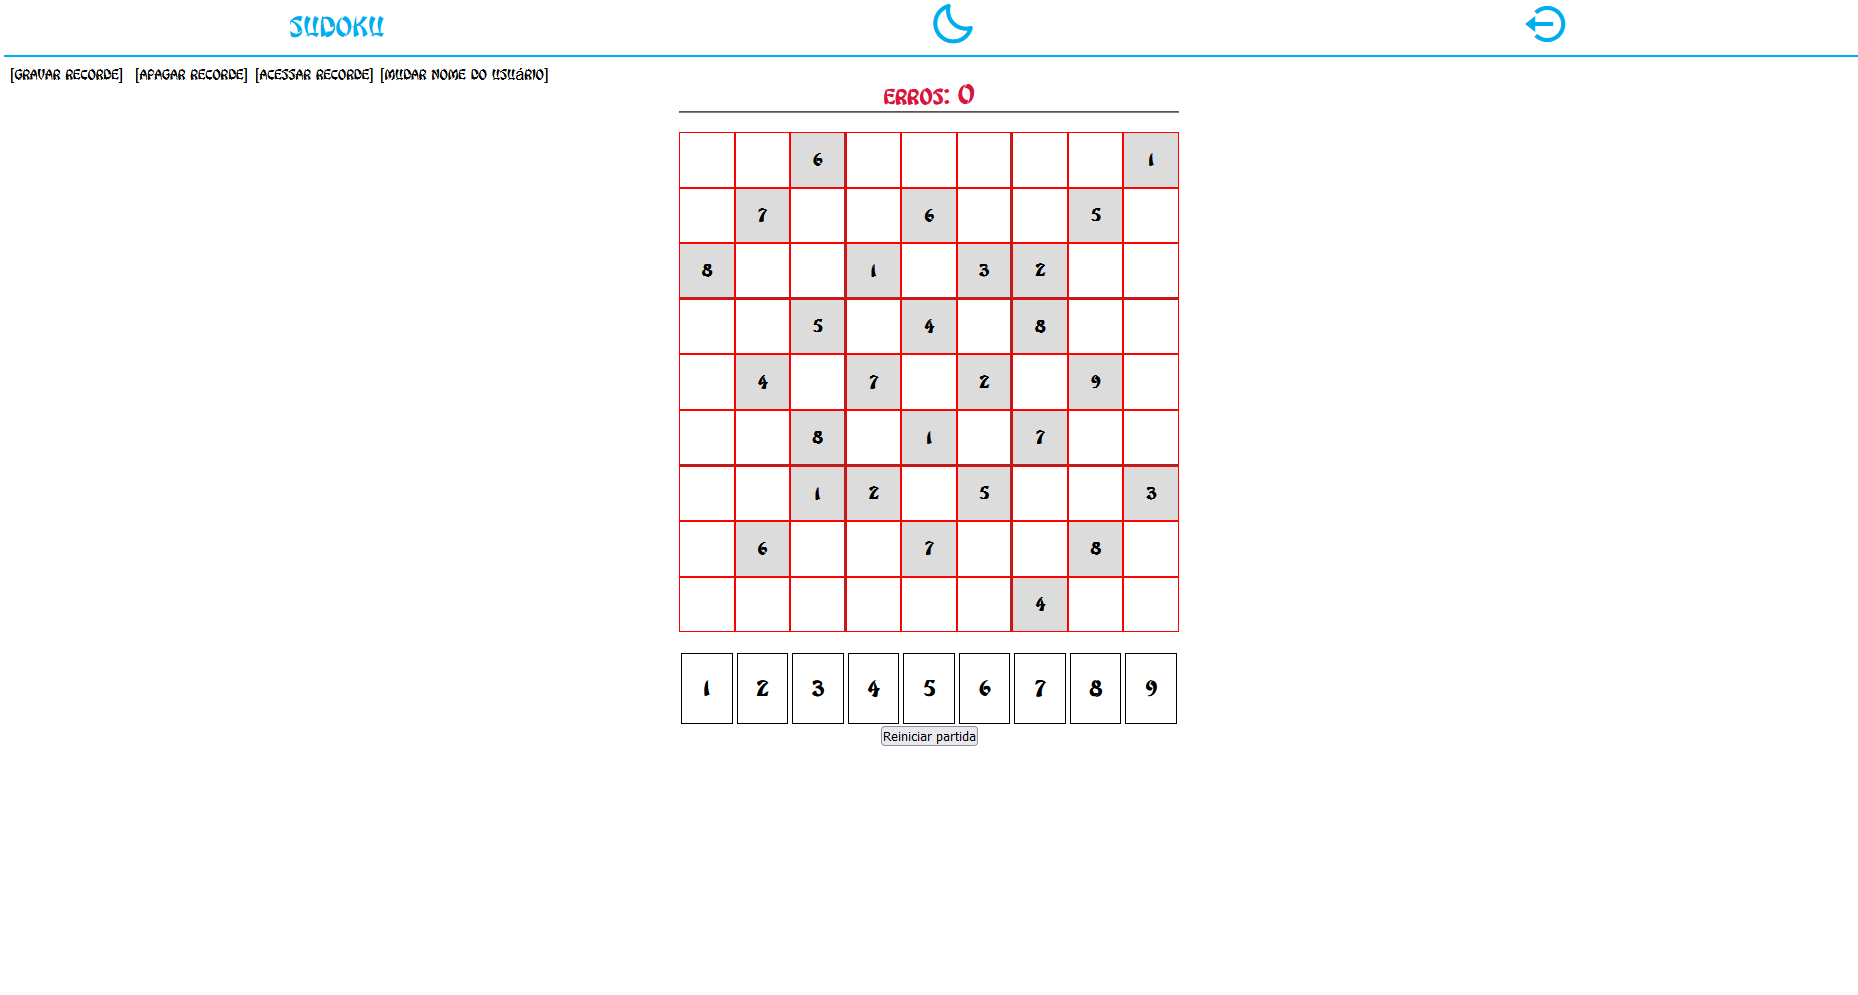 SUDOKU
[GRAVAR RECORDE] [APAGAR RECORDE] [ACESSAR RECORDE] [MUDAR NOME DO USUÁRIO]
ERROS: 0
6 1
7 6 5
8 1 3 2
5 4 8
4 7 2 9
8 1 7
1 2 5 3
6 7 8
4
1 2 3 4 5 6 7 8 9
Reiniciar partida